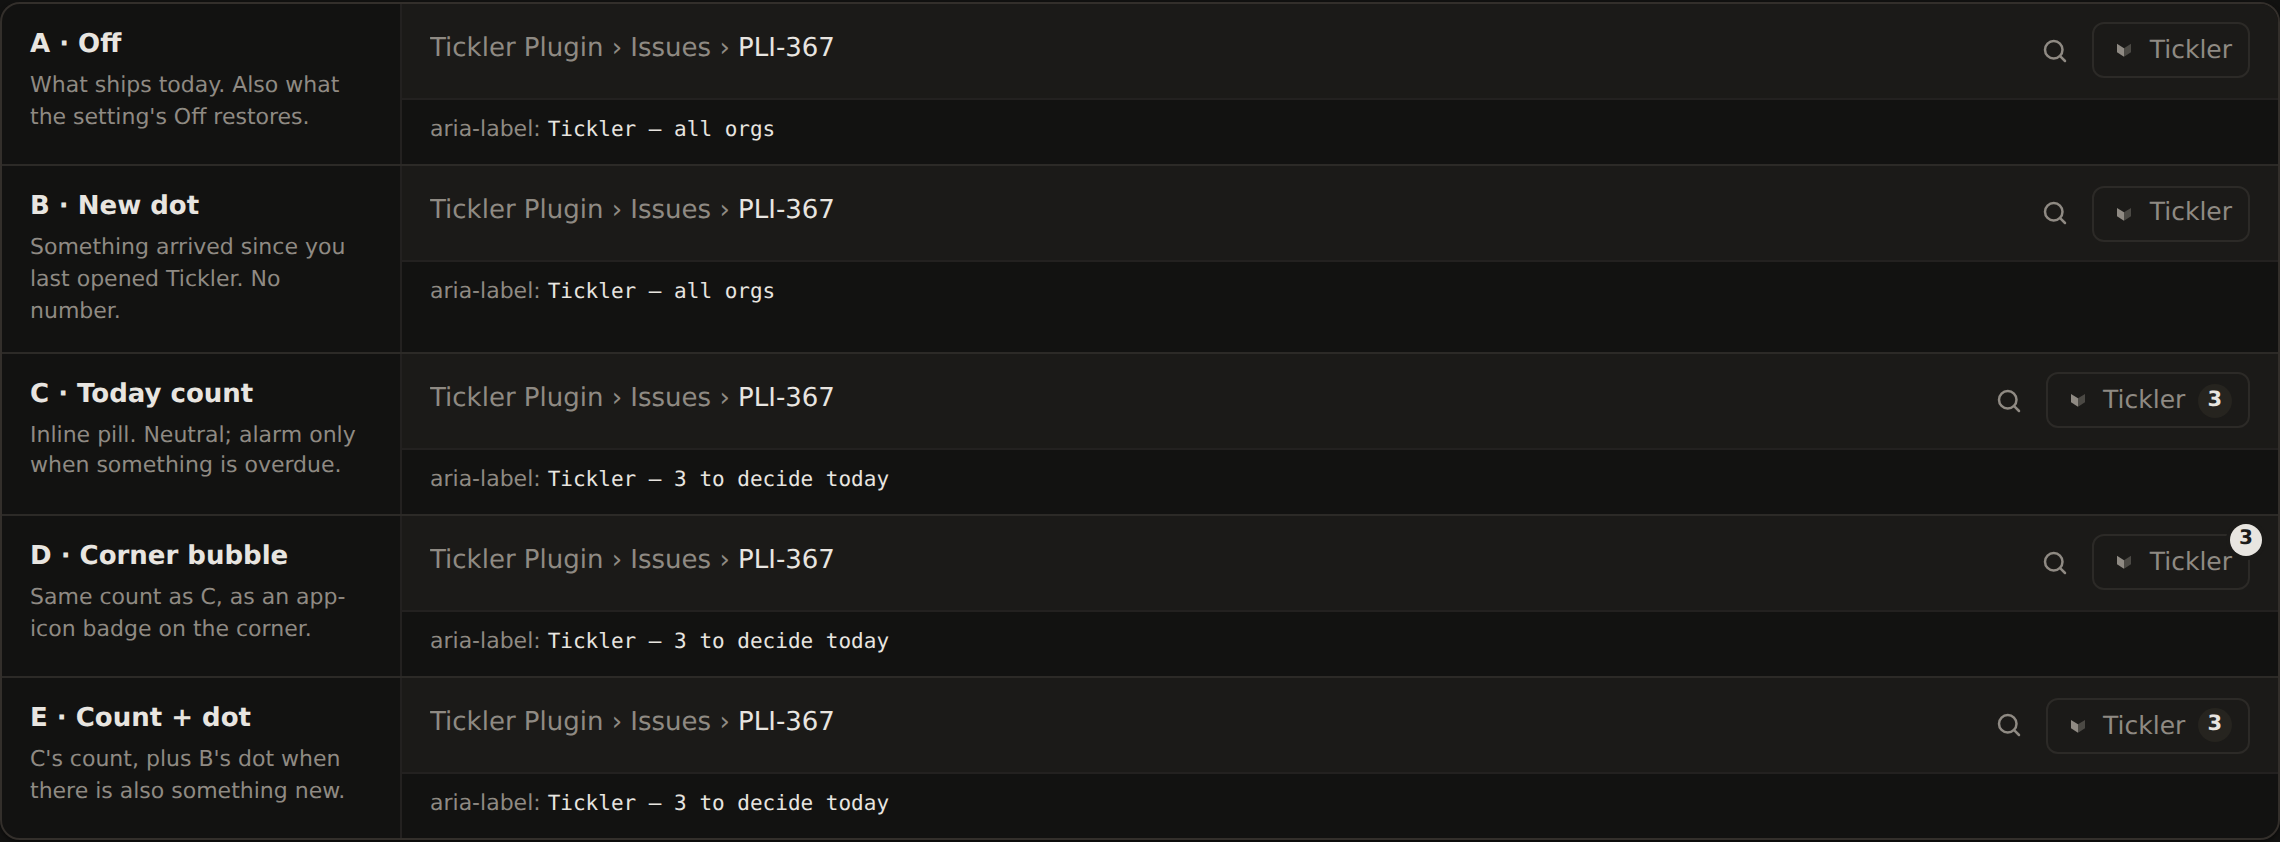 A · Off
What ships today. Also what
the setting's Off restores.
Tickler Plugin › Issues › PLI-367
Tickler
aria-label: Tickler — all orgs
B · New dot
Something arrived since you
last opened Tickler. No
number.
Tickler Plugin › Issues › PLI-367
Tickler
aria-label: Tickler — all orgs
C · Today count
Inline pill. Neutral; alarm only
when something is overdue.
Tickler Plugin › Issues › PLI-367
Tickler 3
aria-label: Tickler — 3 to decide today
D · Corner bubble
Same count as C, as an app-
icon badge on the corner.
Tickler Plugin › Issues › PLI-367
Tickler 3
aria-label: Tickler — 3 to decide today
E · Count + dot
C's count, plus B's dot when
there is also something new.
Tickler Plugin › Issues › PLI-367
Tickler 3
aria-label: Tickler — 3 to decide today